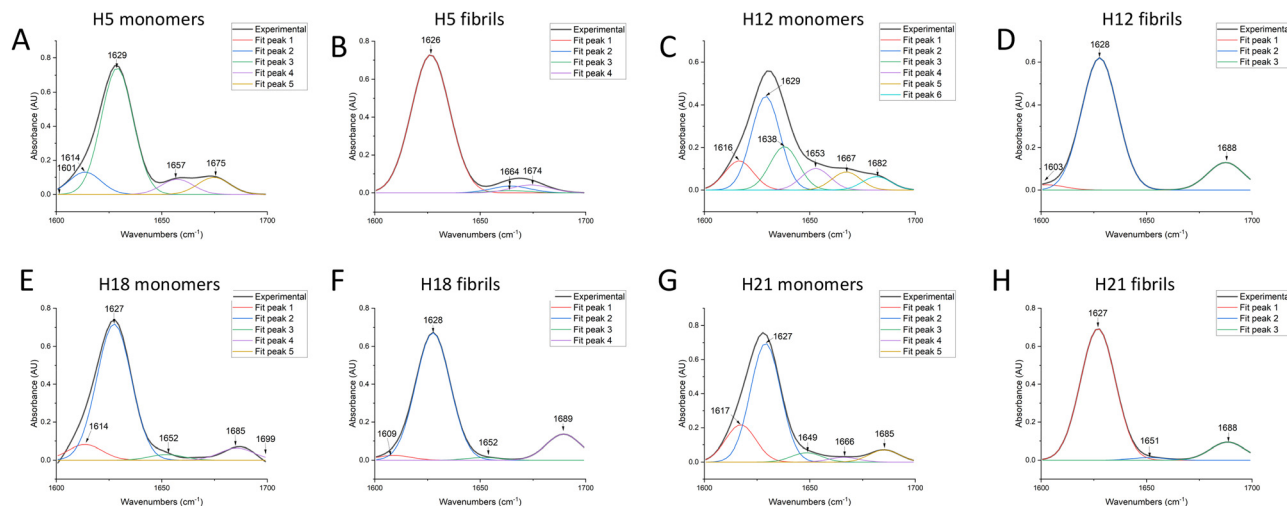 H5 monomers
A
Experimental
Fit peak 1
Fit peak 2
Fit peak 3
Fit peak 4
Fit peak 5
1629
1614
1601
1657
1675
Absorbance (AU)
0.8
0.6
0.4
0.2
0.0
1600
1650
1700
Wavenumbers (cm-1)
H5 fibrils
B
Experimental
Fit peak 1
Fit peak 2
Fit peak 3
Fit peak 4
1626
1664
1674
Absorbance (AU)
0.8
0.6
0.4
0.2
0.0
1600
1650
1700
Wavenumbers (cm-1)
H12 monomers
C
Experimental
Fit peak 1
Fit peak 2
Fit peak 3
Fit peak 4
Fit peak 5
Fit peak 6
1629
1638
1616
1653
1667
1682
Absorbance (AU)
0.8
0.6
0.4
0.2
0.0
1600
1650
1700
Wavenumbers (cm-1)
H12 fibrils
D
Experimental
Fit peak 1
Fit peak 2
Fit peak 3
1628
1603
1688
Absorbance (AU)
0.8
0.6
0.4
0.2
0.0
1600
1650
1700
Wavenumbers (cm-1)
H18 monomers
E
Experimental
Fit peak 1
Fit peak 2
Fit peak 3
Fit peak 4
Fit peak 5
1627
1614
1652
1685
1699
Absorbance (AU)
0.8
0.6
0.4
0.2
0.0
1600
1650
1700
Wavenumbers (cm-1)
H18 fibrils
F
Experimental
Fit peak 1
Fit peak 2
Fit peak 3
Fit peak 4
1628
1609
1652
1689
Absorbance (AU)
0.8
0.6
0.4
0.2
0.0
1600
1650
1700
Wavenumbers (cm-1)
H21 monomers
G
Experimental
Fit peak 1
Fit peak 2
Fit peak 3
Fit peak 4
Fit peak 5
1627
1617
1649
1666
1685
Absorbance (AU)
0.8
0.6
0.4
0.2
0.0
1600
1650
1700
Wavenumbers (cm-1)
H21 fibrils
H
Experimental
Fit peak 1
Fit peak 2
Fit peak 3
1627
1651
1688
Absorbance (AU)
0.8
0.6
0.4
0.2
0.0
1600
1650
1700
Wavenumbers (cm-1)